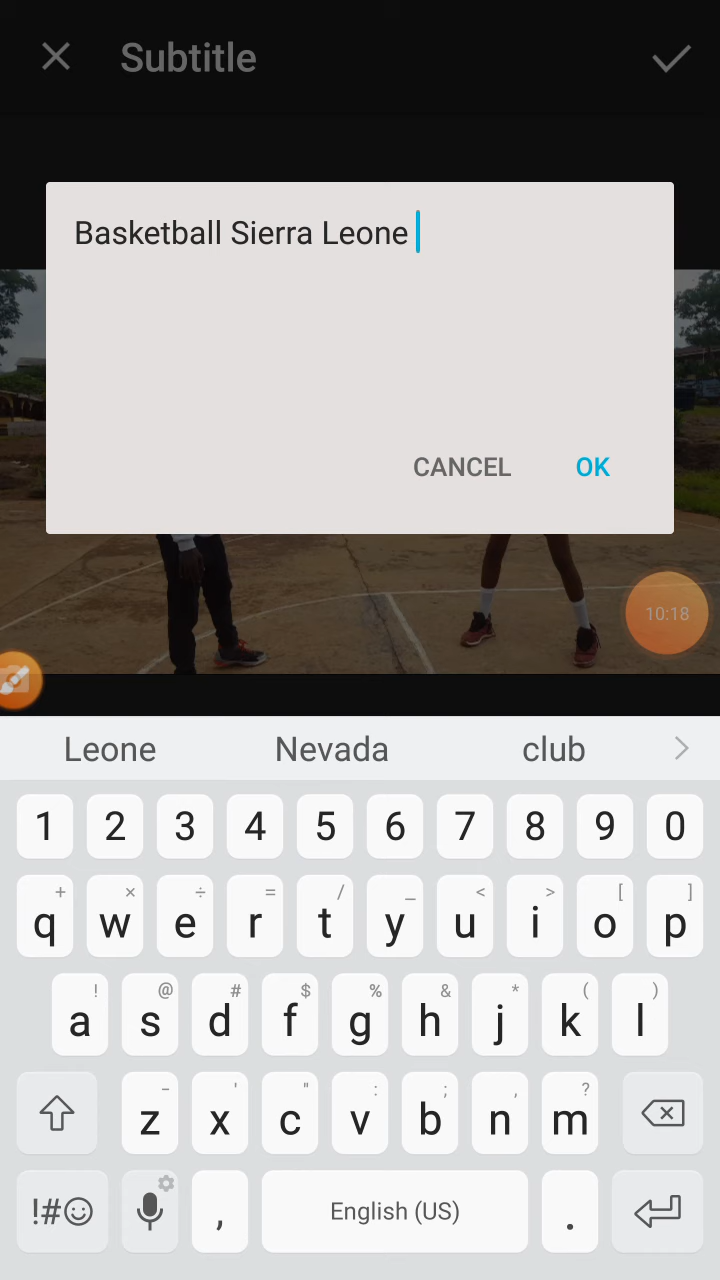 Subtitle
Basketball Sierra Leone
CANCEL OK
10:18
Leone Nevada club
1 2 3 4 5 6 7 8 9 0
+ × ÷ = / _ < > [ ]
q w e r t y u i o p
! @ # $ % & * ( )
a s d f g h j k l
- ' " : ; , ?
z x c v b n m
!#☺ , English (US) .